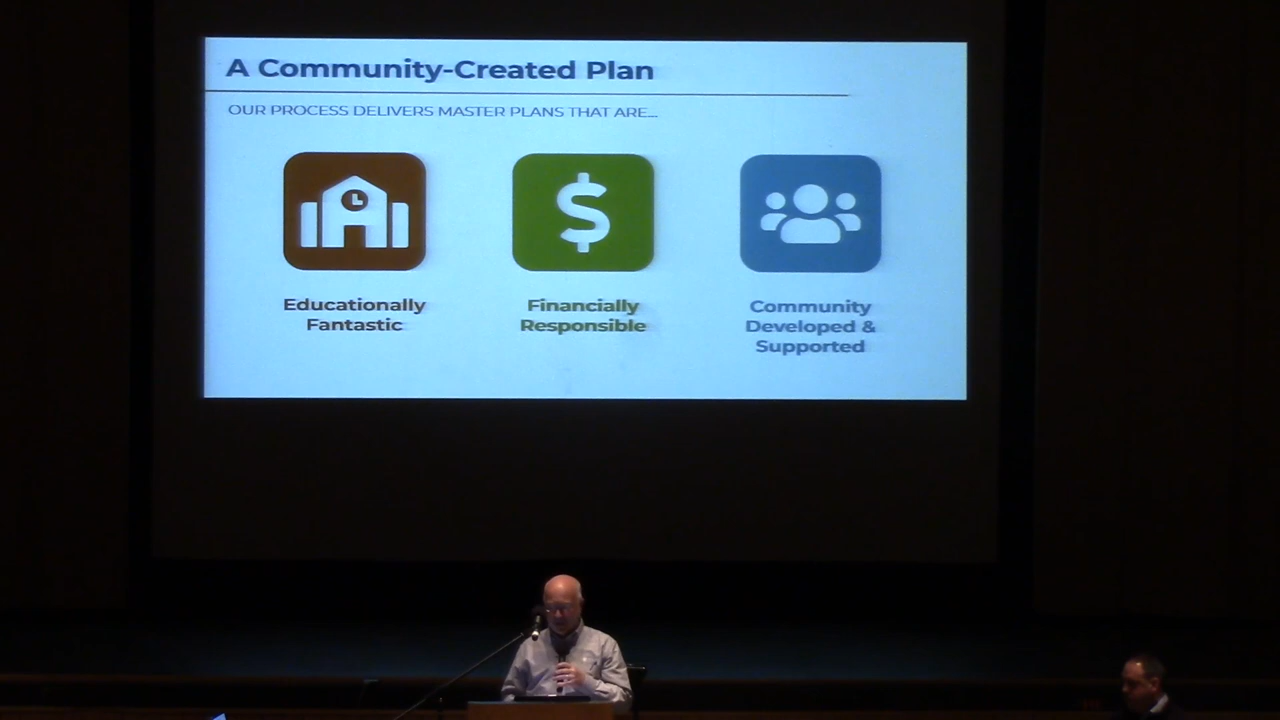 A Community-Created Plan
OUR PROCESS DELIVERS MASTER PLANS THAT ARE...
Educationally
Fantastic
$
Financially
Responsible
Community
Developed &
Supported